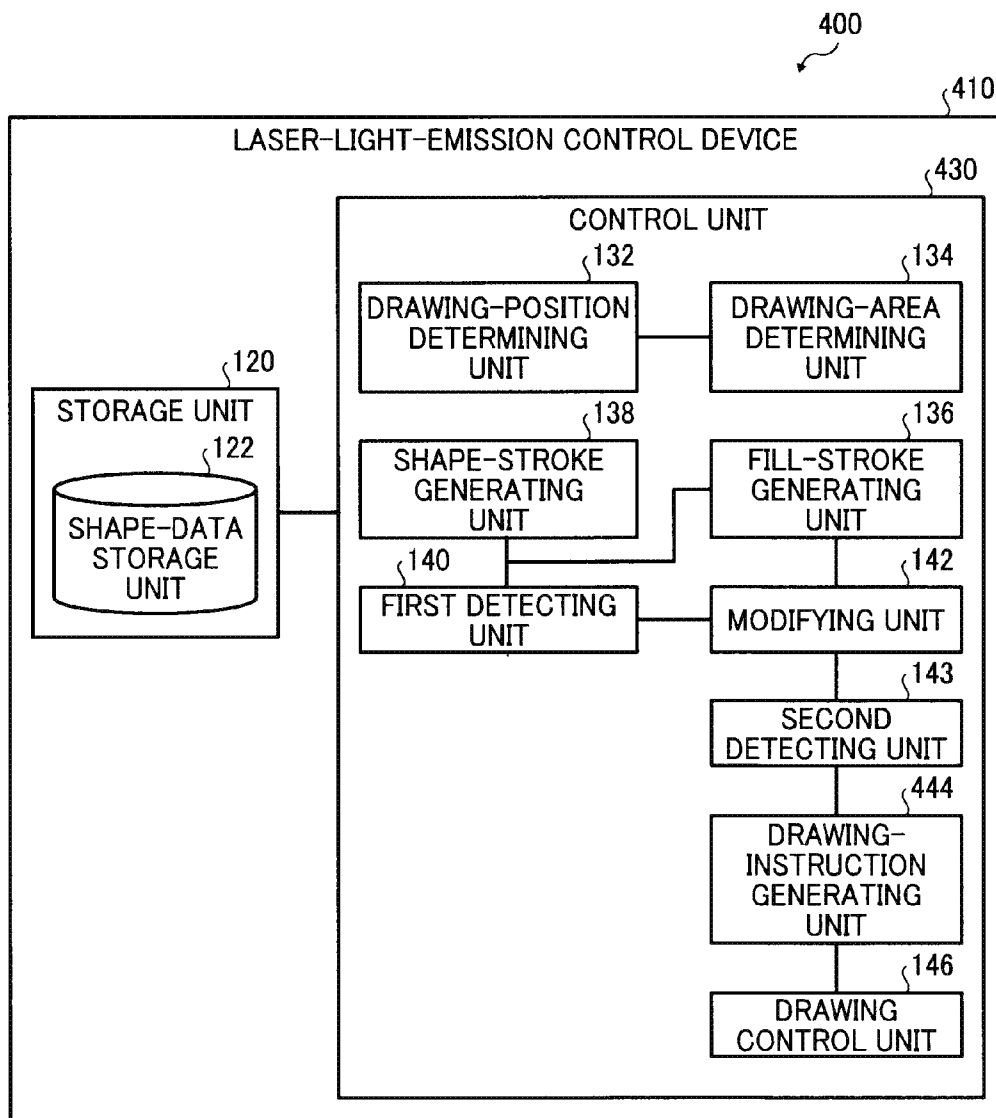 400
410
LASER-LIGHT-EMISSION CONTROL DEVICE
430
CONTROL UNIT
132
DRAWING-POSITION
DETERMINING
UNIT
134
DRAWING-AREA
DETERMINING
UNIT
120
STORAGE UNIT
122
SHAPE-DATA
STORAGE
UNIT
138
SHAPE-STROKE
GENERATING
UNIT
136
FILL-STROKE
GENERATING
UNIT
140
FIRST DETECTING
UNIT
142
MODIFYING UNIT
143
SECOND
DETECTING UNIT
444
DRAWING-
INSTRUCTION
GENERATING
UNIT
146
DRAWING
CONTROL UNIT